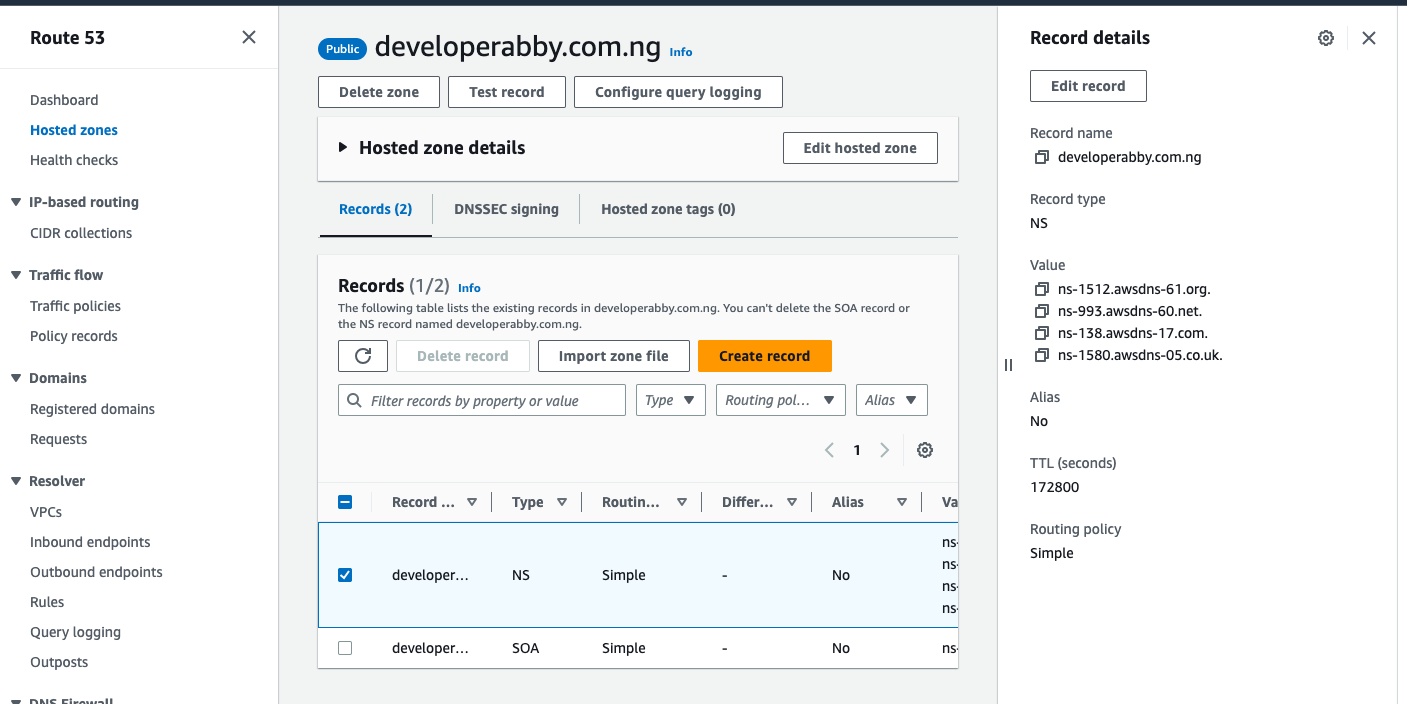 Route 53
Dashboard
Hosted zones
Health checks
IP-based routing
CIDR collections
Traffic flow
Traffic policies
Policy records
Domains
Registered domains
Requests
Resolver
VPCs
Inbound endpoints
Outbound endpoints
Rules
Query logging
Outposts
DNS Firewall
Public developerabby.com.ng Info
Delete zone Test record Configure query logging
Hosted zone details Edit hosted zone
Records (2) DNSSEC signing Hosted zone tags (0)
Records (1/2) Info
The following table lists the existing records in developerabby.com.ng. You can't delete the SOA record or
the NS record named developerabby.com.ng.
Delete record Import zone file Create record
Filter records by property or value Type Routing pol... Alias
1
Record ... Type Routin... Differ... Alias Va
ns-
ns-
developer... NS Simple - No
ns-
ns-
developer... SOA Simple - No ns-
Record details
Edit record
Record name
developerabby.com.ng
Record type
NS
Value
ns-1512.awsdns-61.org.
ns-993.awsdns-60.net.
ns-138.awsdns-17.com.
ns-1580.awsdns-05.co.uk.
Alias
No
TTL (seconds)
172800
Routing policy
Simple